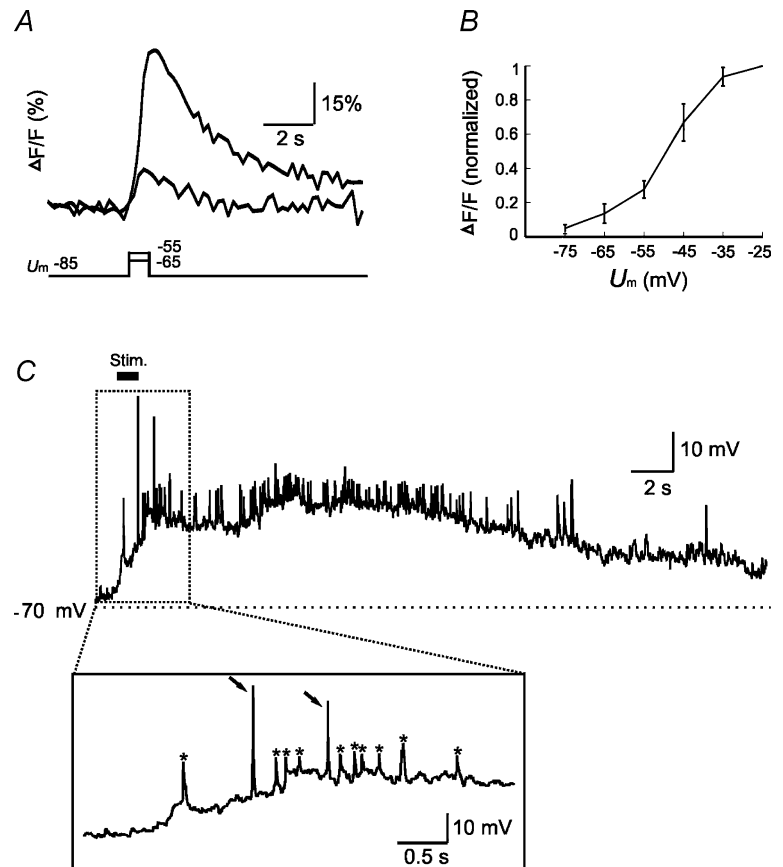 A
ΔF/F (%)
15%
2 s
Um -85
-55
-65
B
ΔF/F (normalized)
1
0.8
0.6
0.4
0.2
0
-75 -65 -55 -45 -35 -25
Um (mV)
C
Stim.
10 mV
2 s
-70 mV
* * * * * * * * * *
10 mV
0.5 s